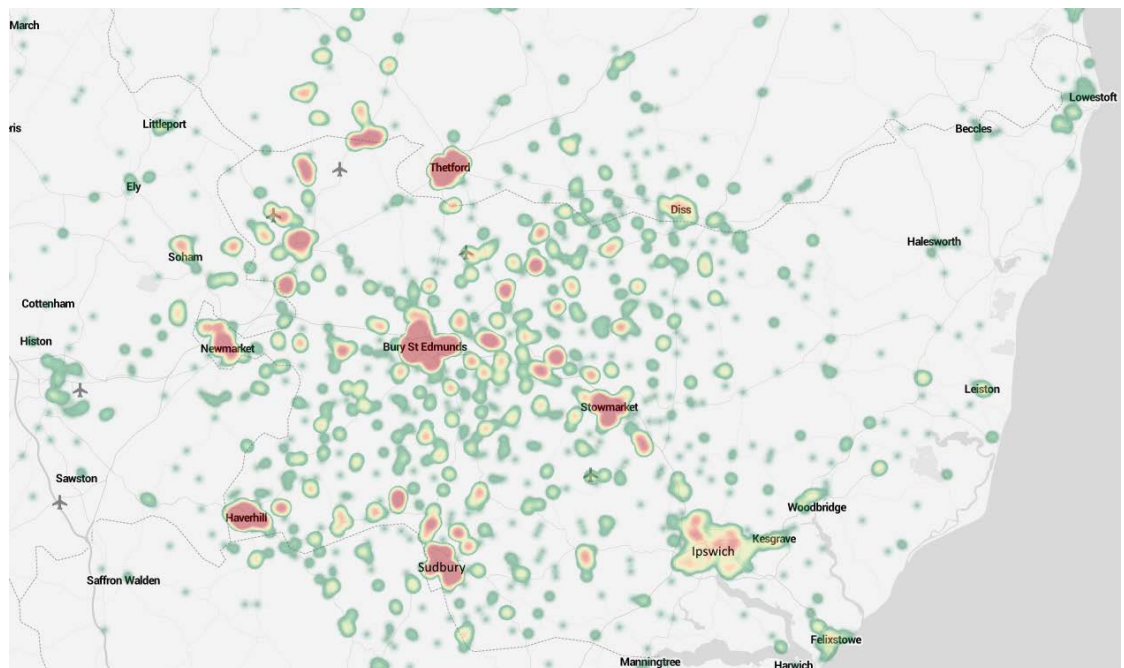 March
Lowestoft
Littleport
Beccles
eris
Thetford
Ely
Diss
Halesworth
Soham
Cottenham
Histon
Newmarket
Bury St Edmunds
Leiston
Stowmarket
Sawston
Woodbridge
Haverhill
Kesgrave
Ipswich
Sudbury
Saffron Walden
Felixstowe
Manningtree
Harwich